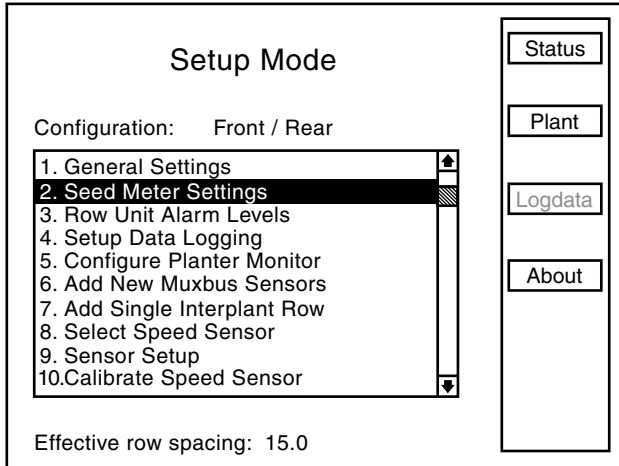 Setup Mode
Configuration: Front / Rear
1. General Settings
2. Seed Meter Settings
3. Row Unit Alarm Levels
4. Setup Data Logging
5. Configure Planter Monitor
6. Add New Muxbus Sensors
7. Add Single Interplant Row
8. Select Speed Sensor
9. Sensor Setup
10.Calibrate Speed Sensor
Effective row spacing: 15.0
Status
Plant
Logdata
About